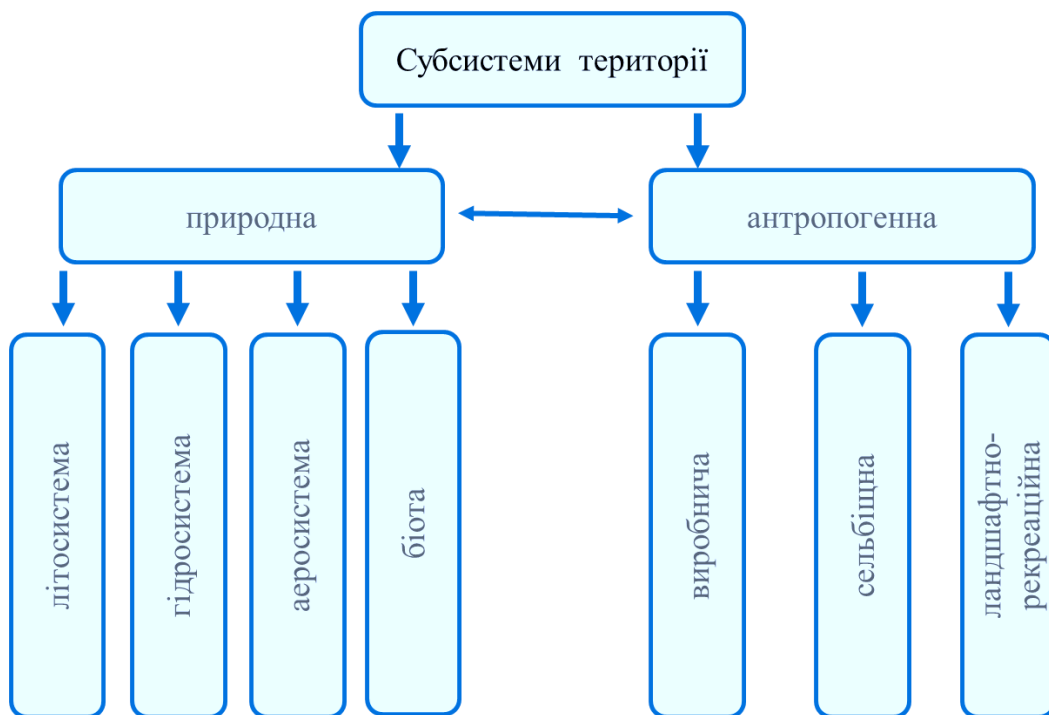 Субсистеми території
природна
антропогенна
літосистема
гідросистема
аеросистема
біота
виробнича
сельбіщна
ландшафтно-
рекреаційна